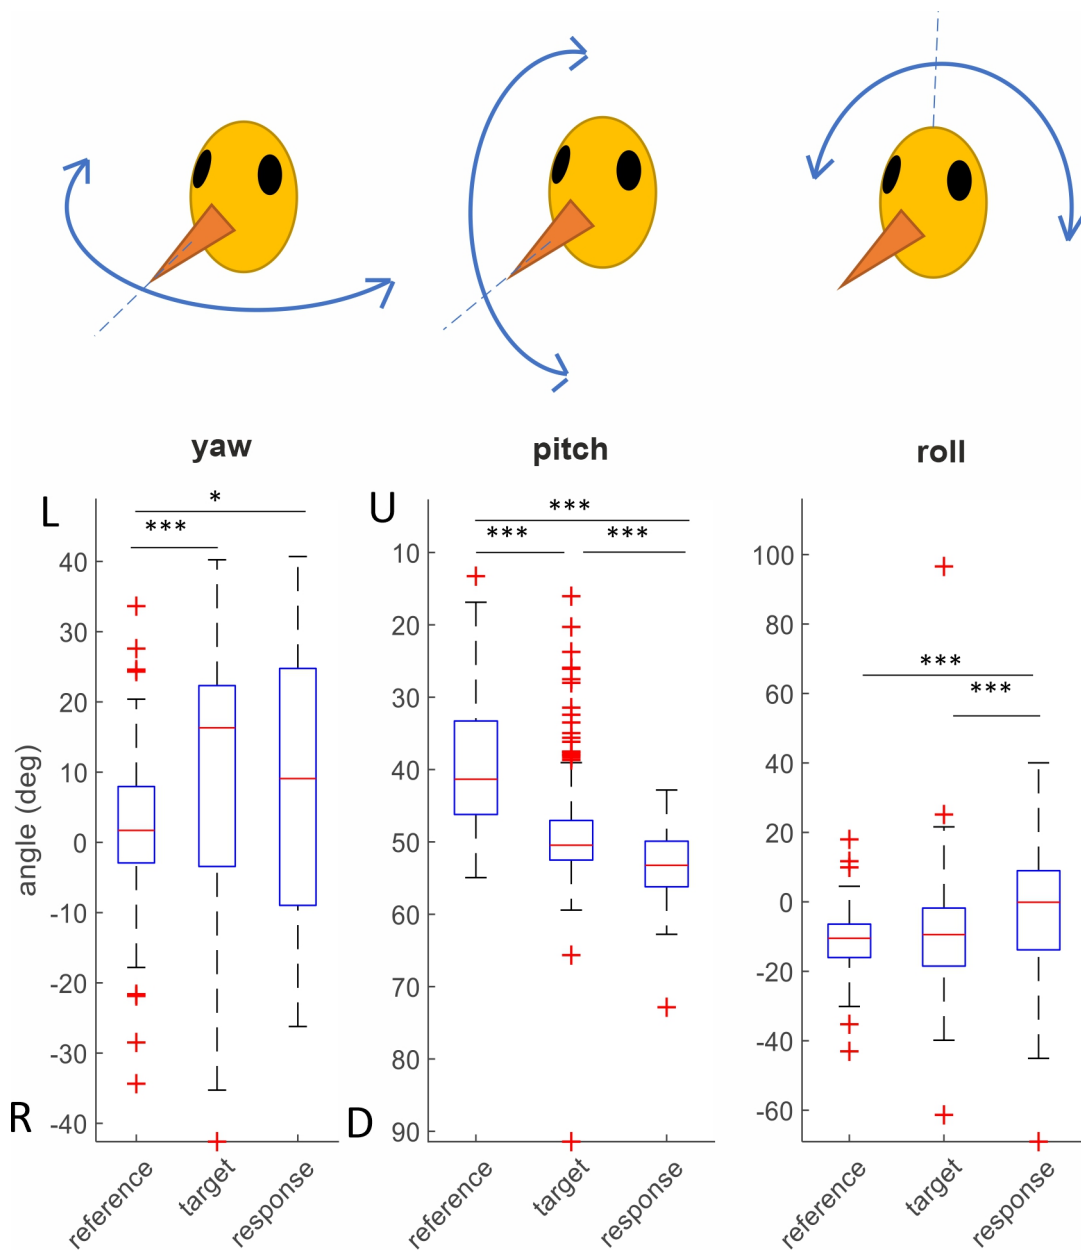 yaw
pitch
roll
L
*
***
40
30
20
10
0
-10
-20
-30
-40
R
angle (deg)
reference
target
response
U
***
***
***
10
20
30
40
50
60
70
80
90
D
reference
target
response
***
***
100
80
60
40
20
0
-20
-40
-60
reference
target
response